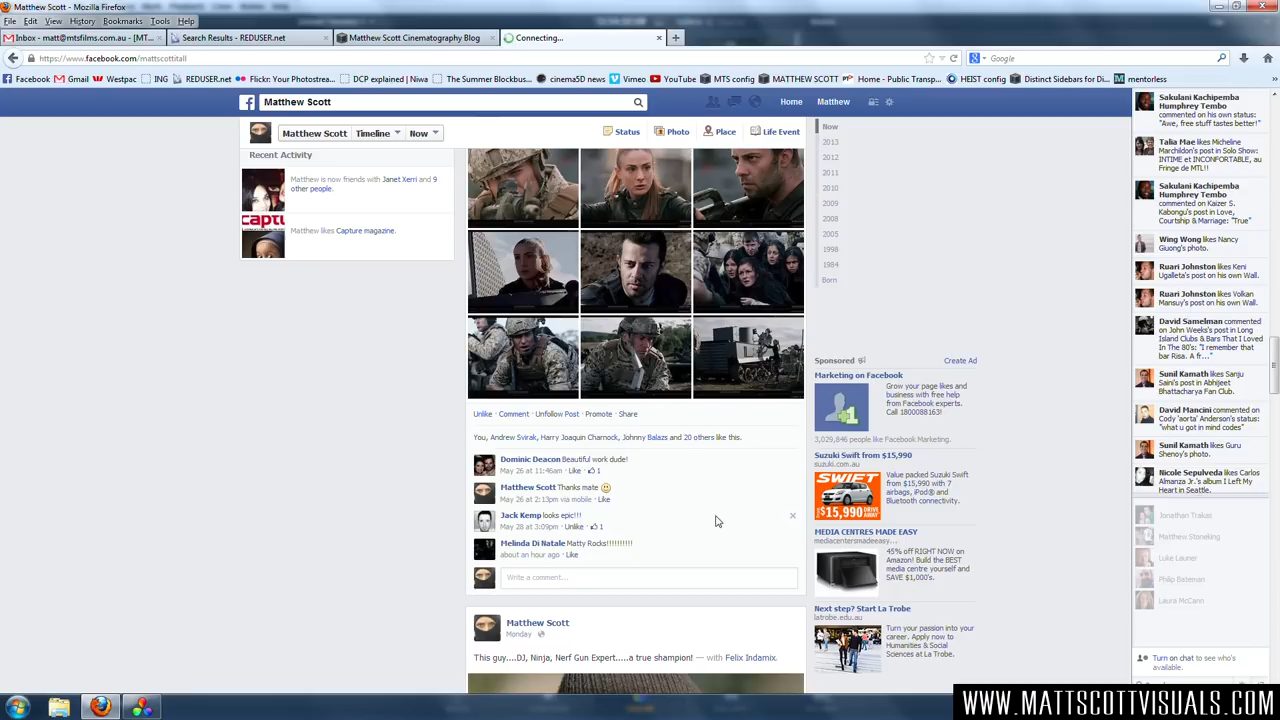 Matthew Scott - Mozilla Firefox
File Edit View History Bookmarks Tools Help
Inbox - matt@mtsfilms.com.au - [MT...
Search Results - REDUSER.net
Matthew Scott Cinematography Blog
Connecting...
https://www.facebook.com/mattscottitall
Google
Facebook Gmail Westpac ING REDUSER.net Flickr: Your Photostrea... DCP explained | Niwa The Summer Blockbus... cinema5D news Vimeo YouTube MTS config MATTHEW SCOTT Home - Public Transp... HEIST config Distinct Sidebars for Di... mentorless
Matthew Scott
Home Matthew
Matthew Scott Timeline Now
Status Photo Place Life Event
Recent Activity
Matthew is now friends with Janet Xerri and 9
other people.
Matthew likes Capture magazine.
captu
Unlike · Comment · Unfollow Post · Promote · Share
You, Andrew Svirak, Harry Joaquin Charnock, Johnny Balazs and 20 others like this.
Dominic Deacon Beautiful work dude!
May 26 at 11:46am · Like · 1
Matthew Scott Thanks mate
May 26 at 2:13pm via mobile · Like
Jack Kemp looks epic!!!
May 28 at 3:09pm · Unlike · 1
Melinda Di Natale Matty Rocks!!!!!!!!!!
about an hour ago · Like
Write a comment...
Matthew Scott
Monday
This guy....DJ, Ninja, Nerf Gun Expert.....a true champion! — with Felix Indamix.
Now
2013
2012
2011
2010
2009
2008
2005
1998
1984
Born
Sponsored
Create Ad
Marketing on Facebook
Grow your page likes and
business with free help
from Facebook experts.
Call 1800088163!
3,029,846 people like Facebook Marketing.
Suzuki Swift from $15,990
suzuki.com.au
SWIFT
$15,990 DRIVE AWAY
Value packed Suzuki Swift
from $15,990 with 7
airbags, iPod® and
Bluetooth connectivity.
MEDIA CENTRES MADE EASY
mediacentresmadeeasy...
45% off RIGHT NOW on
Amazon! Build the BEST
media centre yourself and
SAVE $1,000's.
Next step? Start La Trobe
latrobe.edu.au
Turn your passion into your
career. Apply now to
Humanities & Social
Sciences at La Trobe.
Sakulani Kachipemba
Humphrey Tembo
commented on his own status:
"Awe, free stuff tastes better!"
Talia Mae likes Micheline
Marchildon's post in Solo Show:
INTIME et INCONFORTABLE, au
Fringe de MTL!!
Sakulani Kachipemba
Humphrey Tembo
commented on Kaizer S.
Kabongu's post in Love,
Courtship & Marriage: "True"
Wing Wong likes Nancy
Giuong's photo.
Ruari Johnston likes Keni
Ugalleta's post on his own Wall.
Ruari Johnston likes Volkan
Mansuy's post on his own Wall.
David Samelman commented
on John Weeks's post in Long
Island Clubs & Bars That I Loved
In The 80's: "I remember that
bar Risa. A fr..."
Sunil Kamath likes Sanju
Saini's post in Abhijeet
Bhattacharya Fan Club.
David Mancini commented on
Cody 'aorta' Anderson's status:
"what u got in mind codes"
Sunil Kamath likes Guru
Shenoy's photo.
Nicole Sepulveda likes Carlos
Almanza Jr.'s album I Left My
Heart in Seattle.
Jonathan Traluss
Matthew Stoneking
Luke Launer
Philip Bateman
Laura McCann
Turn on chat to see who's
available.
WWW.MATTSCOTTVISUALS.COM